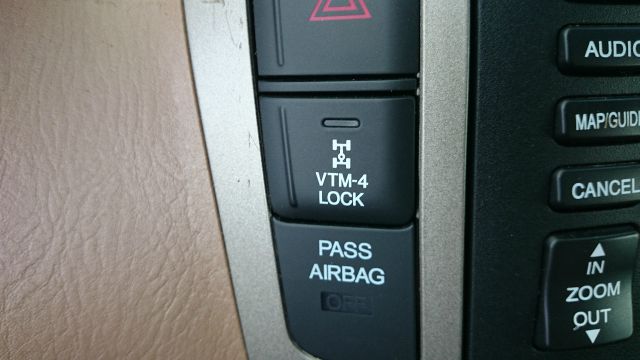 VTM-4
LOCK
PASS
AIRBAG
OFF
AUDIO
MAP/GUIDE
CANCEL
IN
ZOOM
OUT